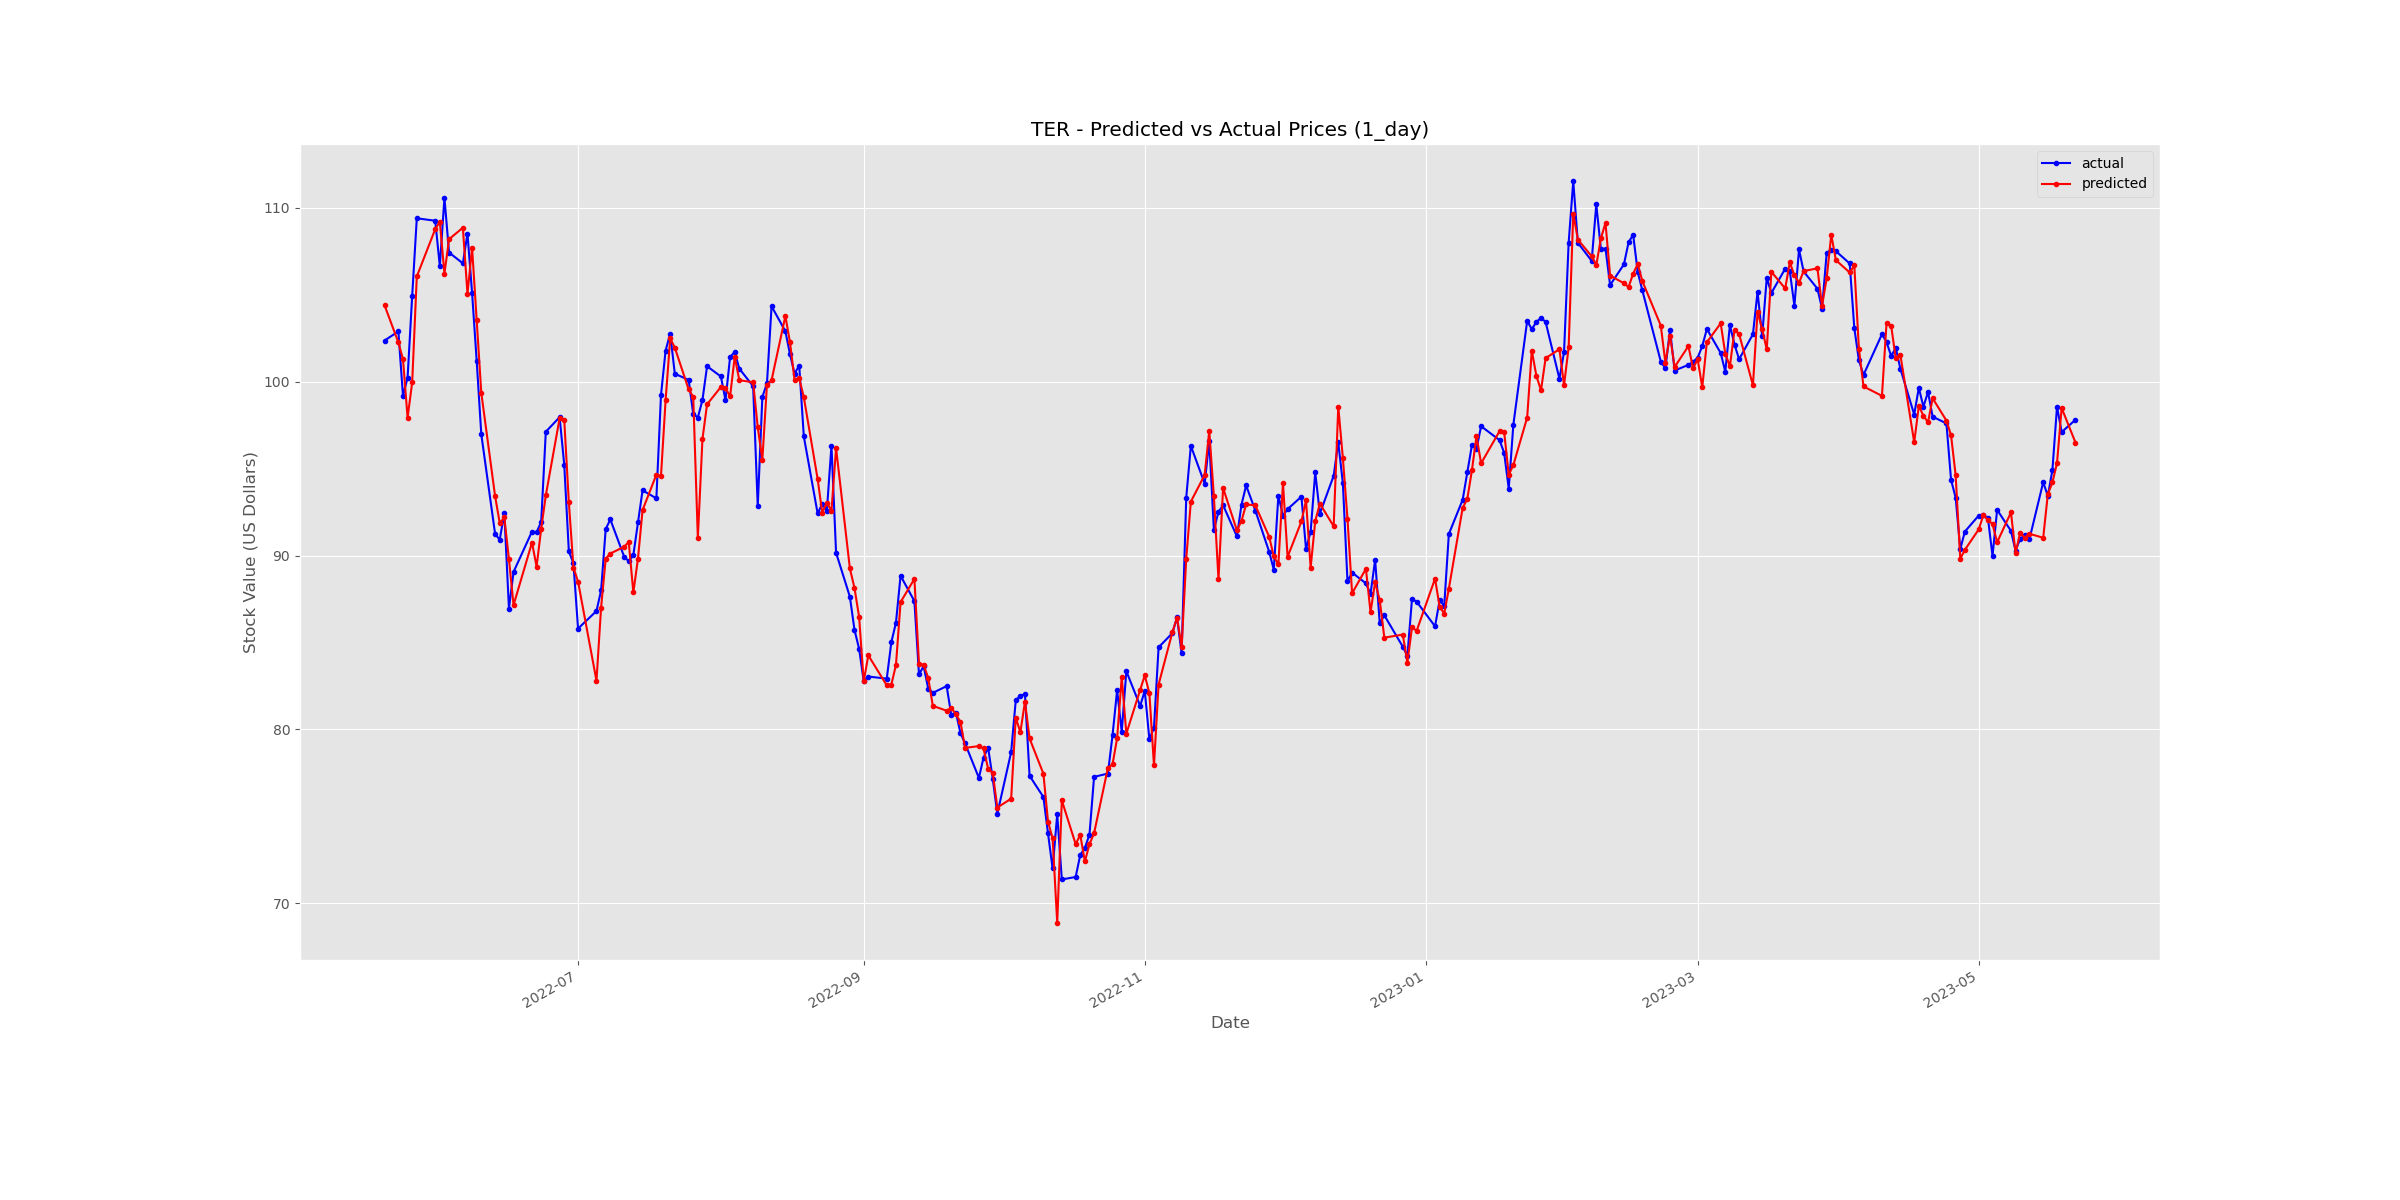 TER - Predicted vs Actual Prices (1_day)
actual
predicted
110
100
90
80
70
Stock Value (US Dollars)
2022-07
2022-09
2022-11
2023-01
2023-03
2023-05
Date